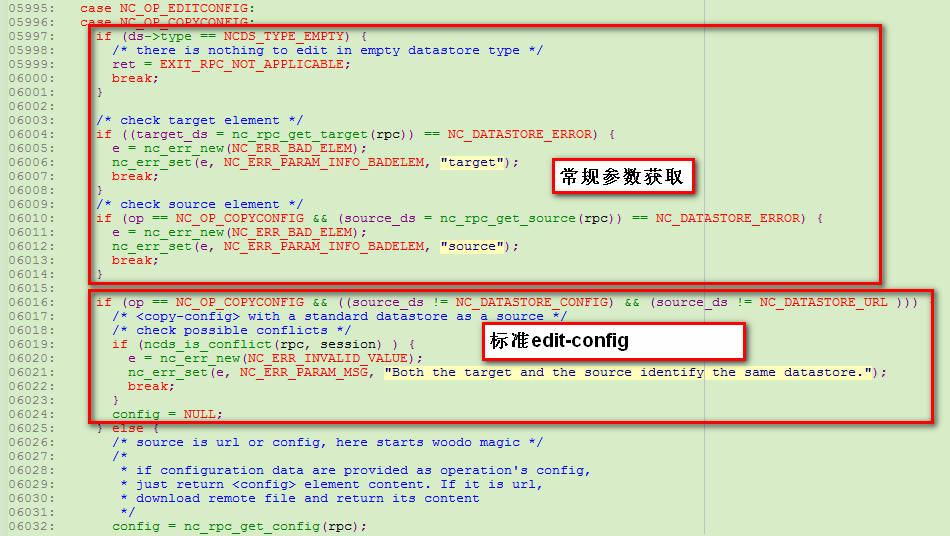 05995: case NC_OP_EDITCONFIG:
05996: case NC_OP_COPYCONFIG:
05997: if (ds->type == NCDS_TYPE_EMPTY) {
05998: /* there is nothing to edit in empty datastore type */
05999: ret = EXIT_RPC_NOT_APPLICABLE;
06000: break;
06001: }
06002:
06003: /* check target element */
06004: if ((target_ds = nc_rpc_get_target(rpc)) == NC_DATASTORE_ERROR) {
06005: e = nc_err_new(NC_ERR_BAD_ELEM);
06006: nc_err_set(e, NC_ERR_PARAM_INFO_BADELEM, "target");
06007: break;
常规参数获取
06008: }
06009: /* check source element */
06010: if (op == NC_OP_COPYCONFIG && (source_ds = nc_rpc_get_source(rpc)) == NC_DATASTORE_ERROR) {
06011: e = nc_err_new(NC_ERR_BAD_ELEM);
06012: nc_err_set(e, NC_ERR_PARAM_INFO_BADELEM, "source");
06013: break;
06014: }
06015:
06016: if (op == NC_OP_COPYCONFIG && ((source_ds != NC_DATASTORE_CONFIG) && (source_ds != NC_DATASTORE_URL ))) {
06017: /* <copy-config> with a standard datastore as a source */
06018: /* check possible conflicts */
06019: if (ncds_is_conflict(rpc, session) ) {
标准edit-config
06020: e = nc_err_new(NC_ERR_INVALID_VALUE);
06021: nc_err_set(e, NC_ERR_PARAM_MSG, "Both the target and the source identify the same datastore.");
06022: break;
06023: }
06024: config = NULL;
06025: } else {
06026: /* source is url or config, here starts woodo magic */
06027: /*
06028: * if configuration data are provided as operation's config,
06029: * just return <config> element content. If it is url,
06030: * download remote file and return its content
06031: */
06032: config = nc_rpc_get_config(rpc);